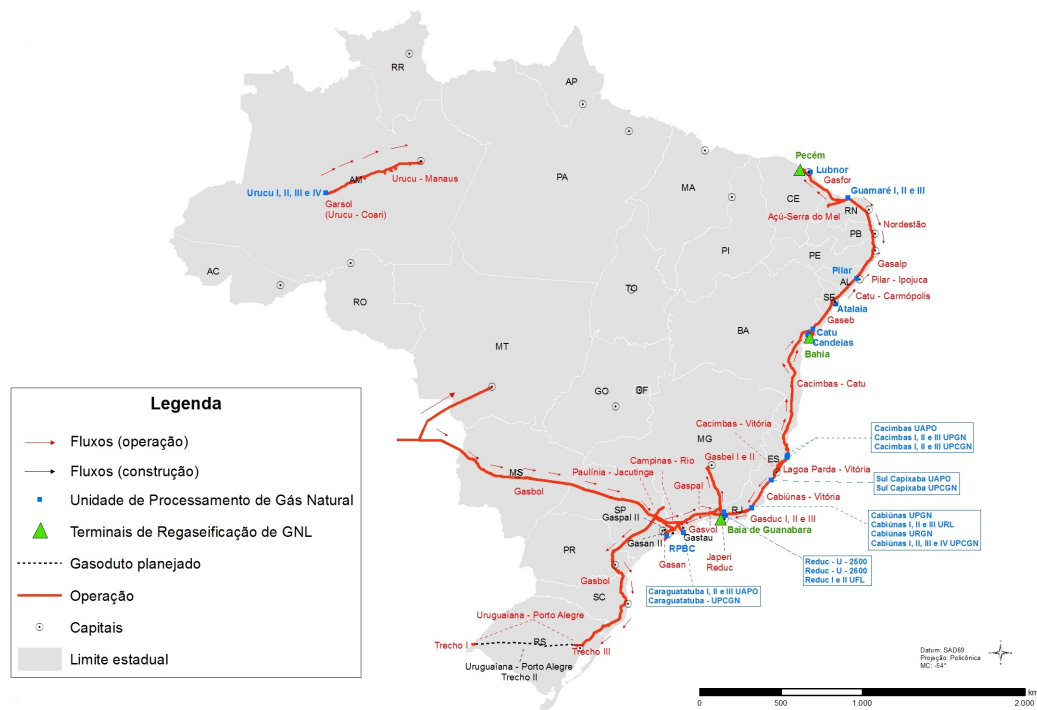 RR
AP
Pecém
Lubnor
Gasfor
Urucu I, II, III e IV
AM
Urucu - Manaus
Garsol
(Urucu - Coari)
PA
MA
CE
Guamaré I, II e III
RN
Açú-Serra do Mel
Nordestão
PB
PI
PE
Gasalp
AC
RO
Pilar
AL
Pilar - Ipojuca
TO
SE
Catu - Carmópolis
Atalaia
Gaseb
BA
Catu
Candeias
Bahia
MT
GO
DF
Cacimbas - Catu
MG
Cacimbas - Vitória
Cacimbas UAPO
Cacimbas I, II e III UPGN
Cacimbas I, II e III UPCGN
ES
Lagoa Parda - Vitória
Sul Capixaba UAPO
Sul Capixaba UPCGN
Gasbel I e II
Campinas - Rio
Paulínia - Jacutinga
MS
Gasbol
Gaspal
Cabiúnas - Vitória
SP
Gaspal II
RJ
Gasduc I, II e III
Cabiúnas UPGN
Cabiúnas I, II e III URL
Cabiúnas URGN
Cabiúnas I, II, III e IV UPCGN
Gasvol
Baia de Guanabara
Gastau
Gasan II
RPBC
Gasan
Japeri
Reduc
Reduc - U - 2500
Reduc - U - 2600
Reduc I e II UFL
PR
Gasbol
Caraguatatuba I, II e III UAPO
Caraguatatuba - UPCGN
SC
Uruguaiana - Porto Alegre
Trecho I
RS
Trecho III
Uruguaiana - Porto Alegre
Trecho II
Legenda
Fluxos (operação)
Fluxos (construção)
Unidade de Processamento de Gás Natural
Terminais de Regaseificação de GNL
Gasoduto planejado
Operação
Capitais
Limite estadual
Datum: SAD69
Projeção: Policônica
MC: -54°
km
0
500
1.000
2.000